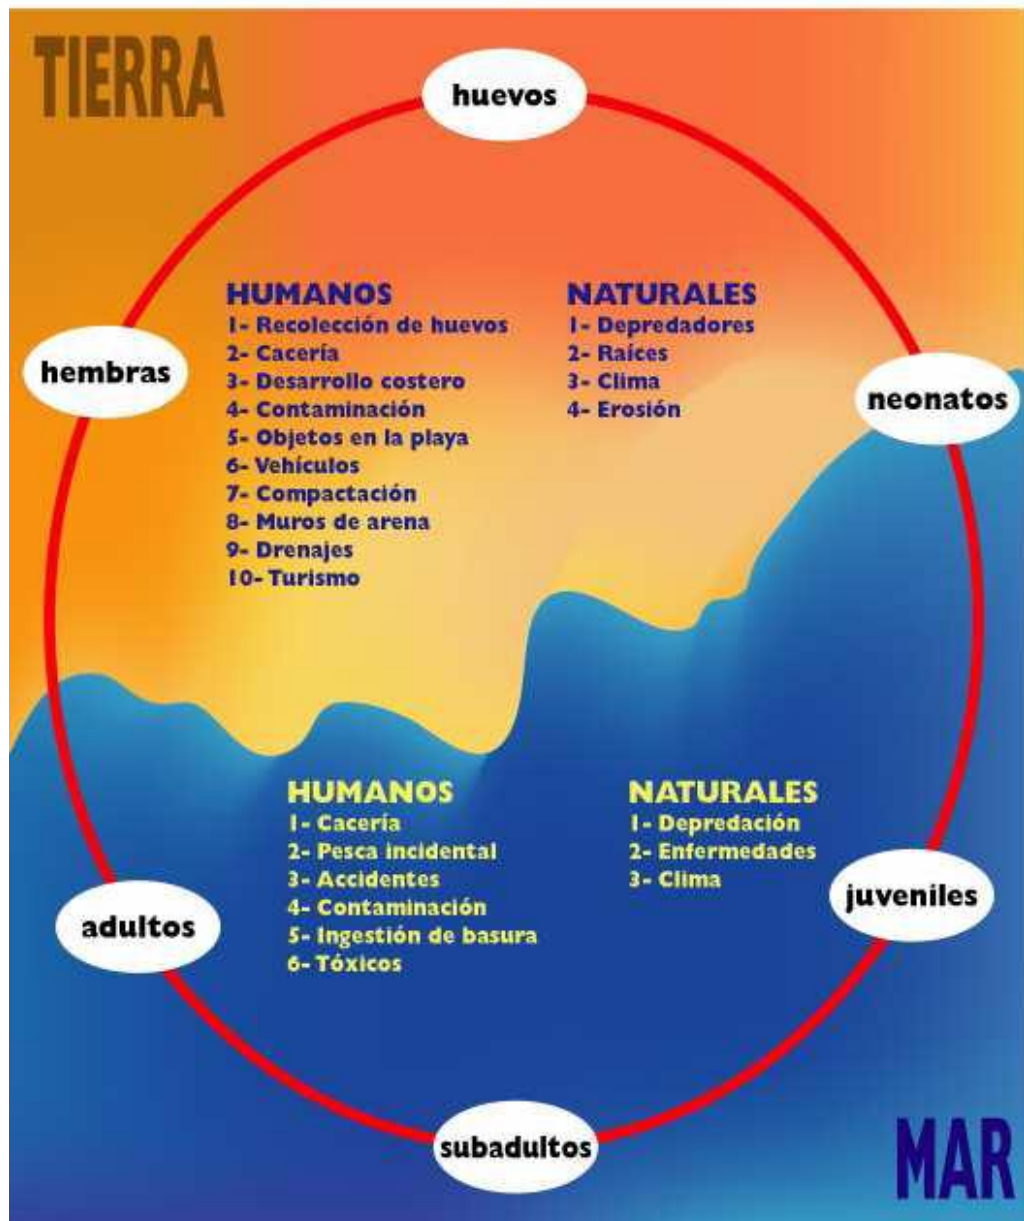 TIERRA
huevos
hembras
neonatos
HUMANOS
1- Recolección de huevos
2- Cacería
3- Desarrollo costero
4- Contaminación
5- Objetos en la playa
6- Vehículos
7- Compactación
8- Muros de arena
9- Drenajes
10- Turismo
NATURALES
1- Depredadores
2- Raíces
3- Clima
4- Erosión
HUMANOS
1- Cacería
2- Pesca incidental
3- Accidentes
4- Contaminación
5- Ingestión de basura
6- Tóxicos
NATURALES
1- Depredación
2- Enfermedades
3- Clima
juveniles
adultos
subadultos
MAR